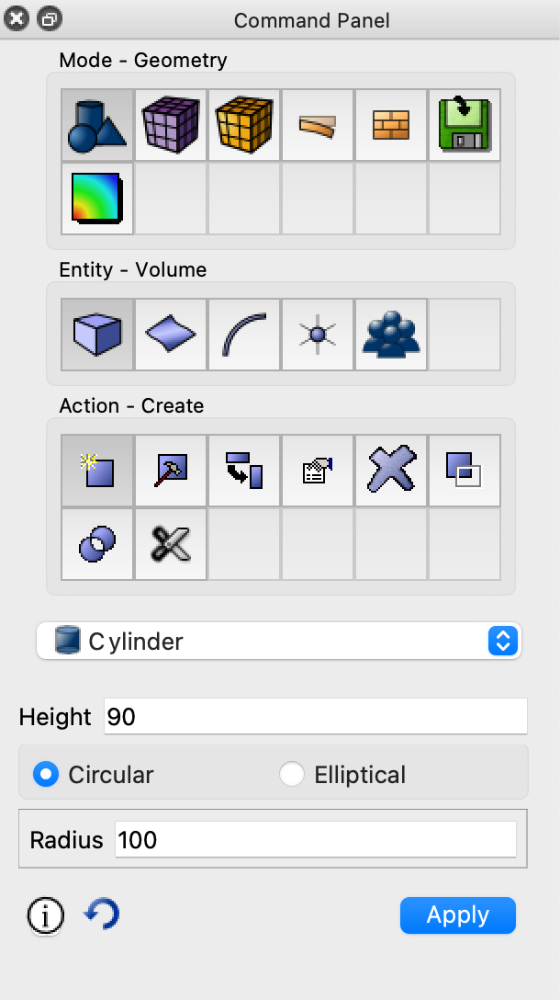 Command Panel
Mode - Geometry
Entity - Volume
Action - Create
Cylinder
Height 90
Circular Elliptical
Radius 100
i Apply